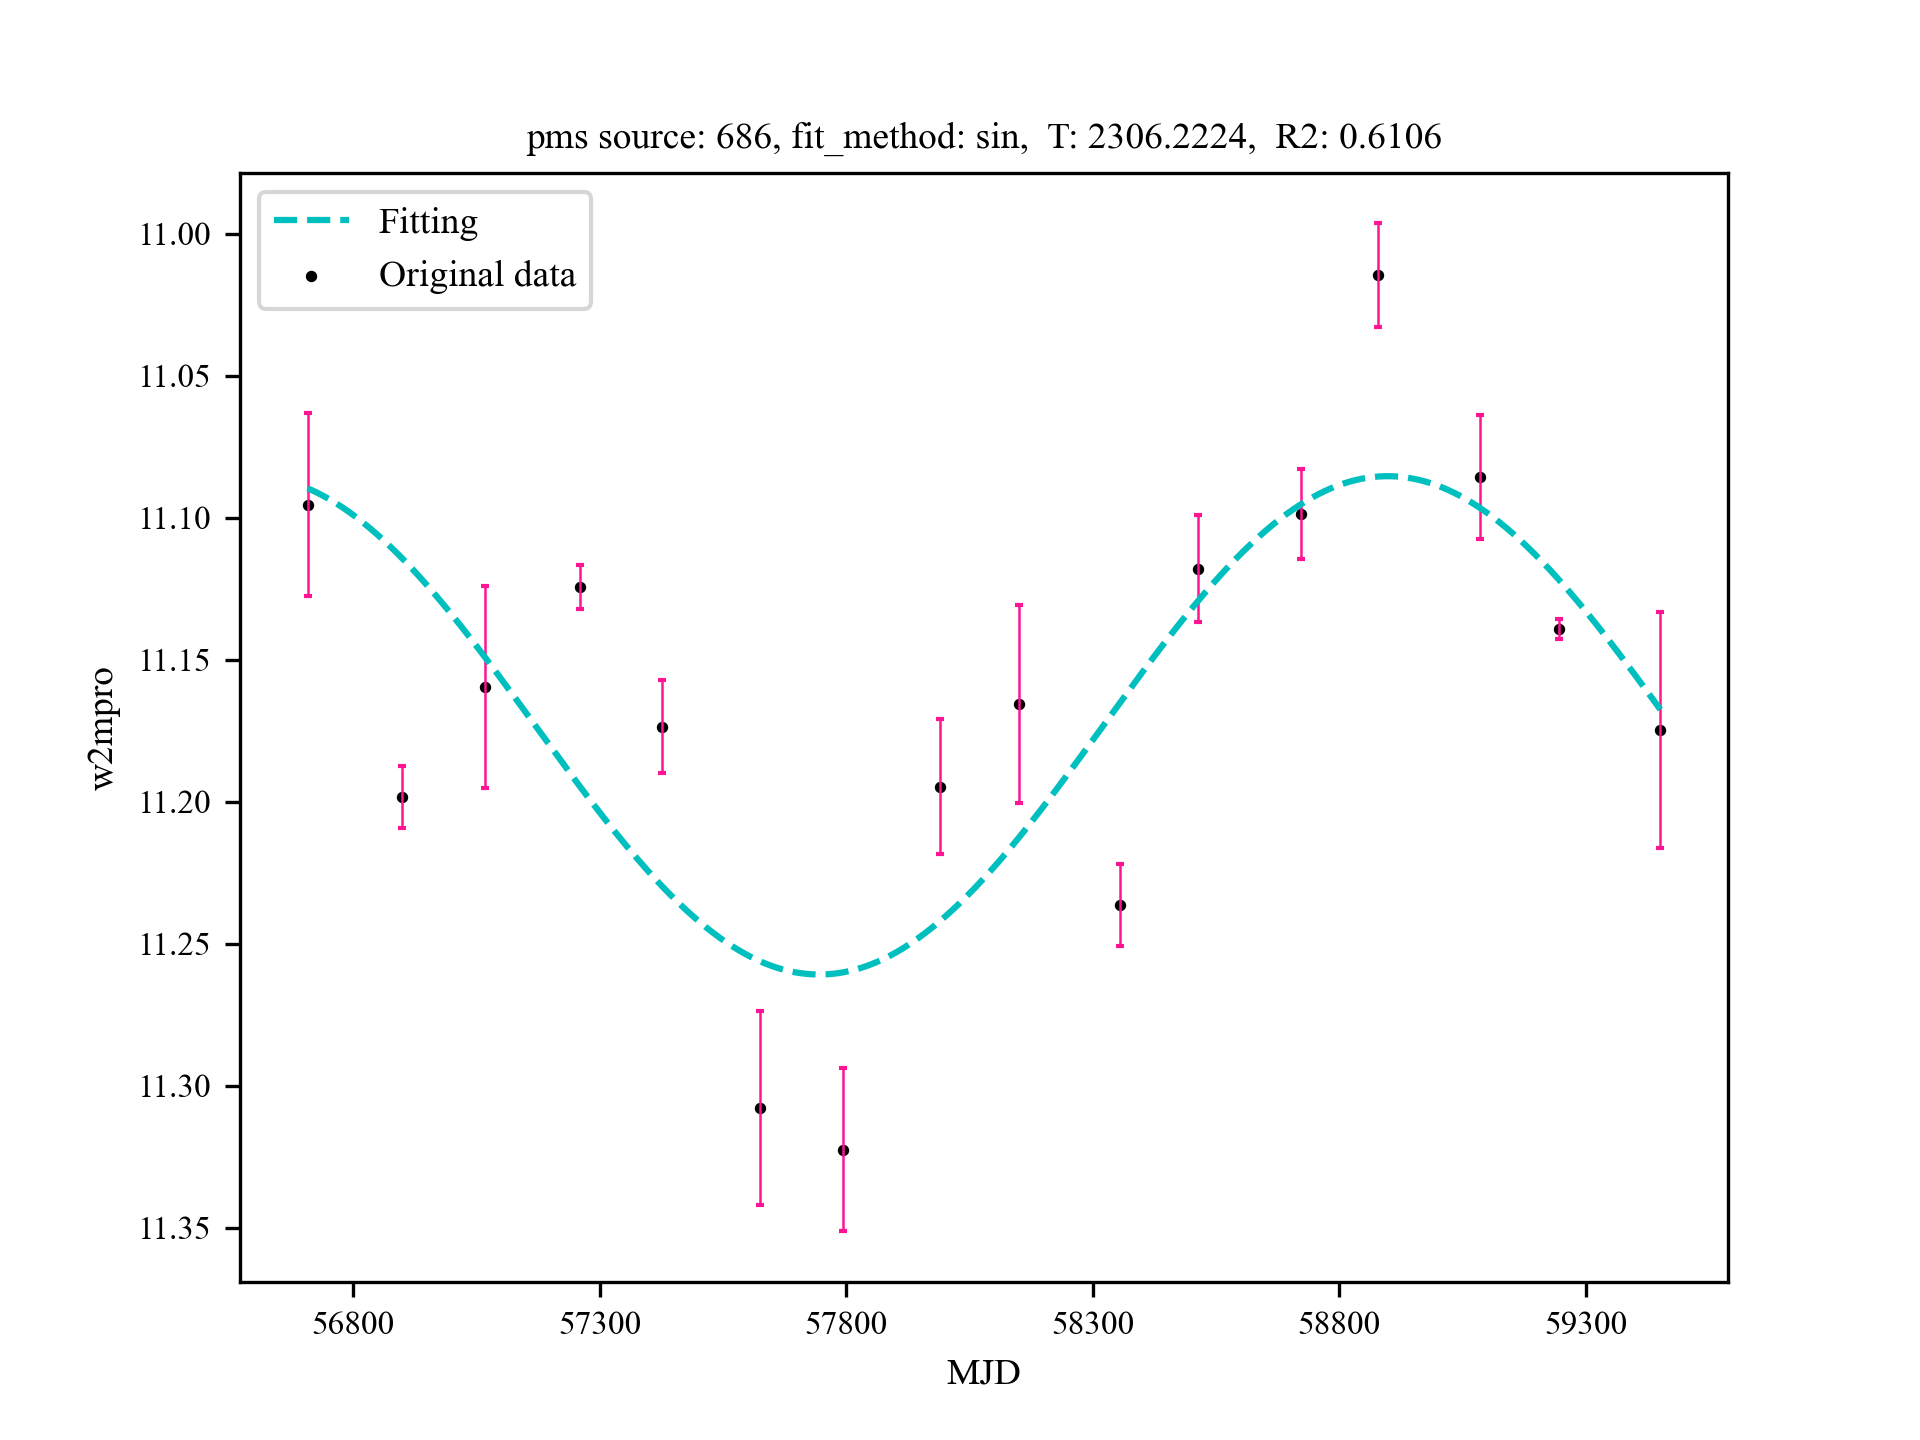 pms source: 686, fit_method: sin,  T: 2306.2224,  R2: 0.6106
Fitting
Original data
11.00
11.05
11.10
11.15
11.20
11.25
11.30
11.35
w2mpro
56800 57300 57800 58300 58800 59300
MJD